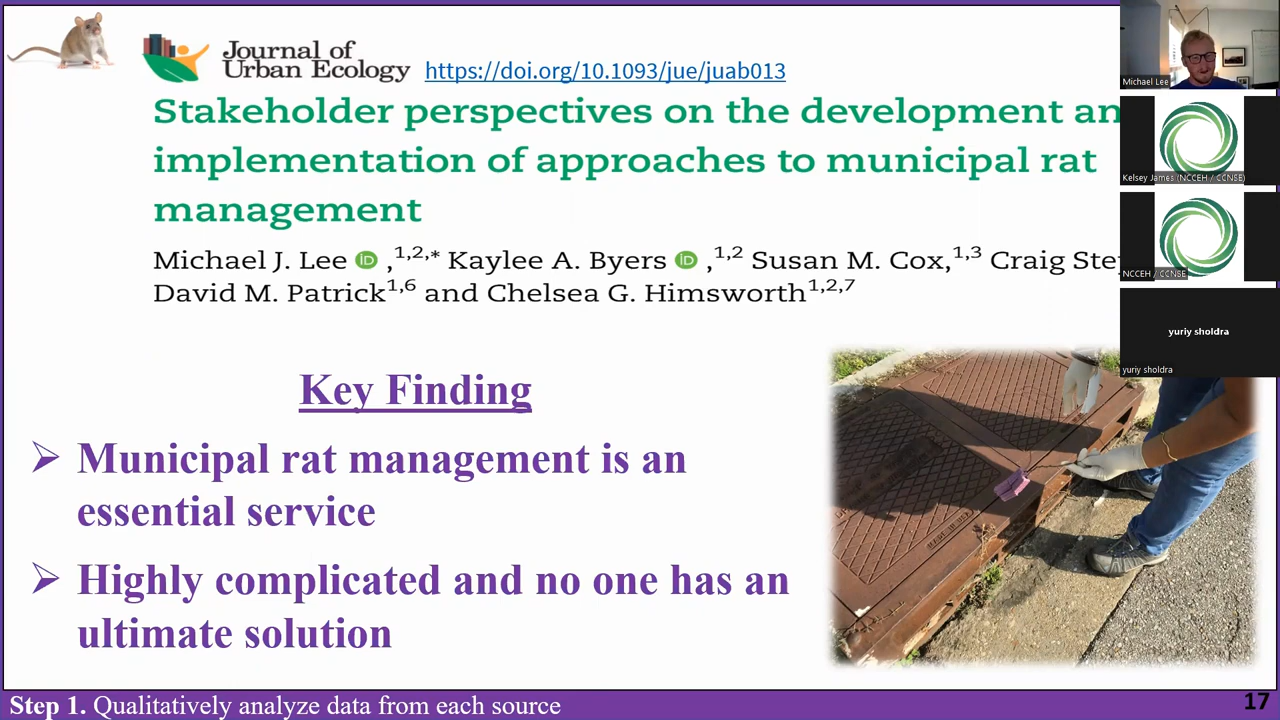 Journal of
Urban Ecology
https://doi.org/10.1093/jue/juab013
Stakeholder perspectives on the development an
implementation of approaches to municipal rat
management
Michael J. Lee iD ,1,2,* Kaylee A. Byers iD ,1,2 Susan M. Cox,1,3 Craig Ste
David M. Patrick1,6 and Chelsea G. Himsworth1,2,7
Key Finding
➢ Municipal rat management is an
essential service
➢ Highly complicated and no one has an
ultimate solution
Step 1. Qualitatively analyze data from each source
17
Michael Lee
Kelsey James (NCCEH / CCNSE)
NCCEH / CCNSE
yuriy sholdra
yuriy sholdra